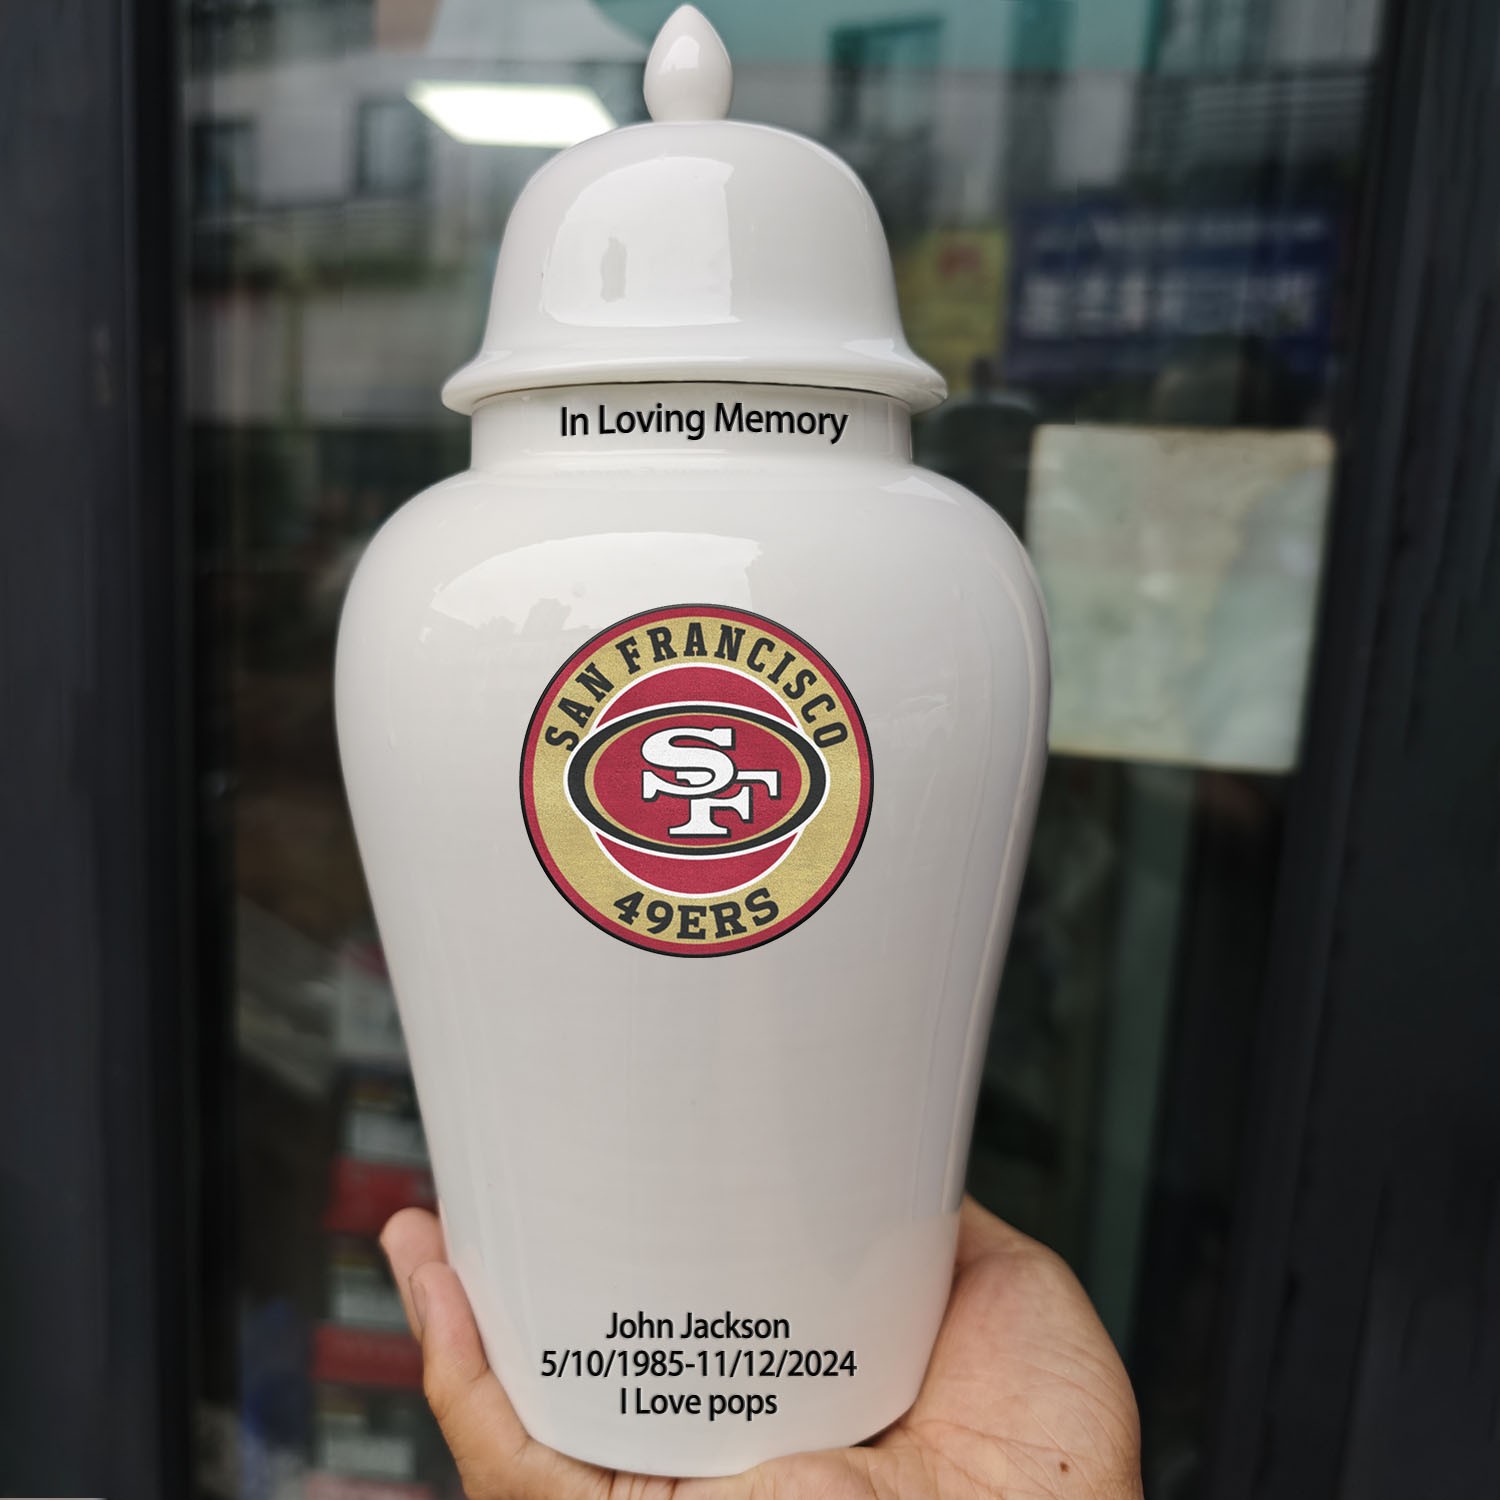 In Loving Memory
SAN FRANCISCO
SF
49ERS
John Jackson
5/10/1985-11/12/2024
I Love pops